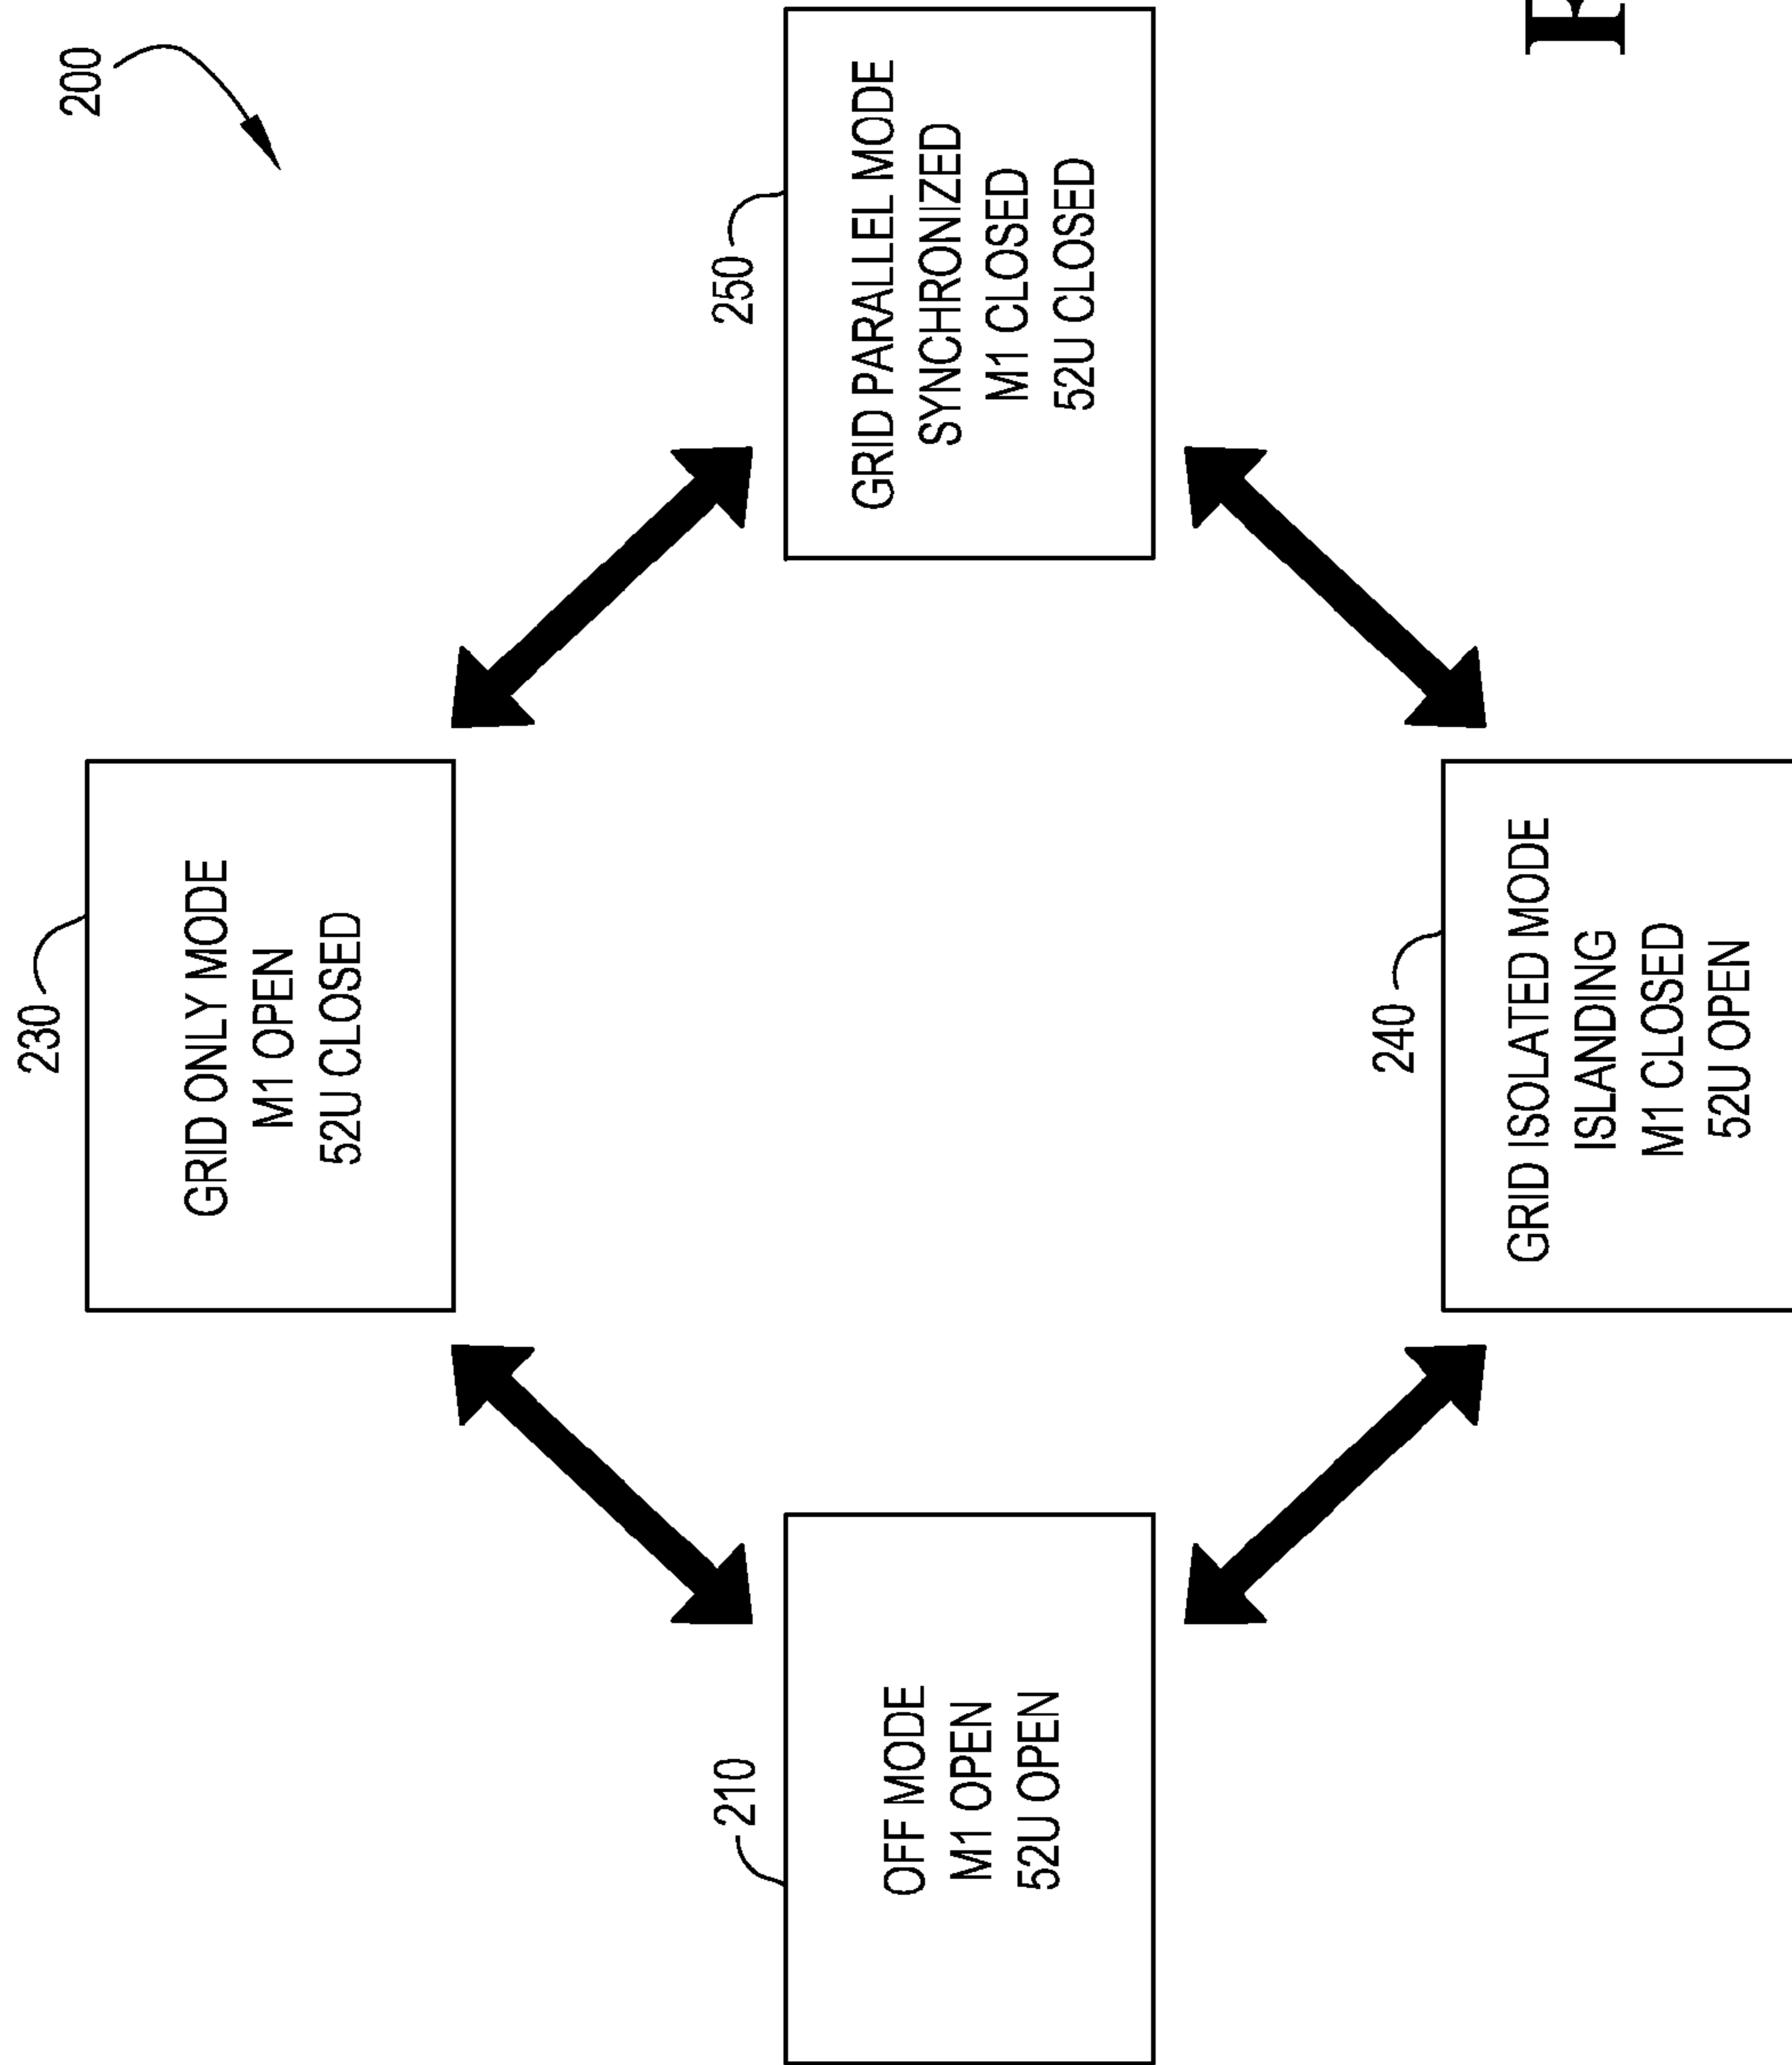 200
230
GRID ONLY MODE
M1 OPEN
52U CLOSED
210
OFF MODE
M1 OPEN
52U OPEN
250
GRID PARALLEL MODE
SYNCHRONIZED
M1 CLOSED
52U CLOSED
240
GRID ISOLATED MODE
ISLANDING
M1 CLOSED
52U OPEN